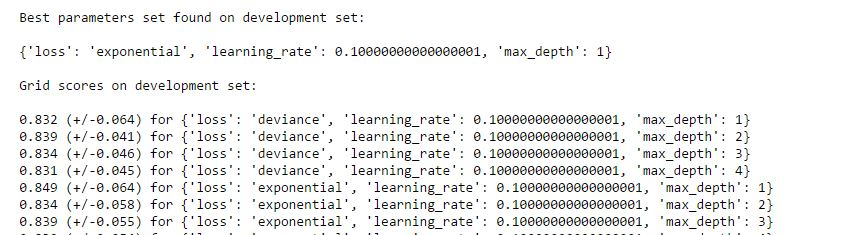 Best parameters set found on development set:
{'loss': 'exponential', 'learning_rate': 0.10000000000000001, 'max_depth': 1}
Grid scores on development set:
0.832 (+/-0.064) for {'loss': 'deviance', 'learning_rate': 0.10000000000000001, 'max_depth': 1}
0.839 (+/-0.041) for {'loss': 'deviance', 'learning_rate': 0.10000000000000001, 'max_depth': 2}
0.834 (+/-0.046) for {'loss': 'deviance', 'learning_rate': 0.10000000000000001, 'max_depth': 3}
0.831 (+/-0.045) for {'loss': 'deviance', 'learning_rate': 0.10000000000000001, 'max_depth': 4}
0.849 (+/-0.064) for {'loss': 'exponential', 'learning_rate': 0.10000000000000001, 'max_depth': 1}
0.834 (+/-0.058) for {'loss': 'exponential', 'learning_rate': 0.10000000000000001, 'max_depth': 2}
0.839 (+/-0.055) for {'loss': 'exponential', 'learning_rate': 0.10000000000000001, 'max_depth': 3}